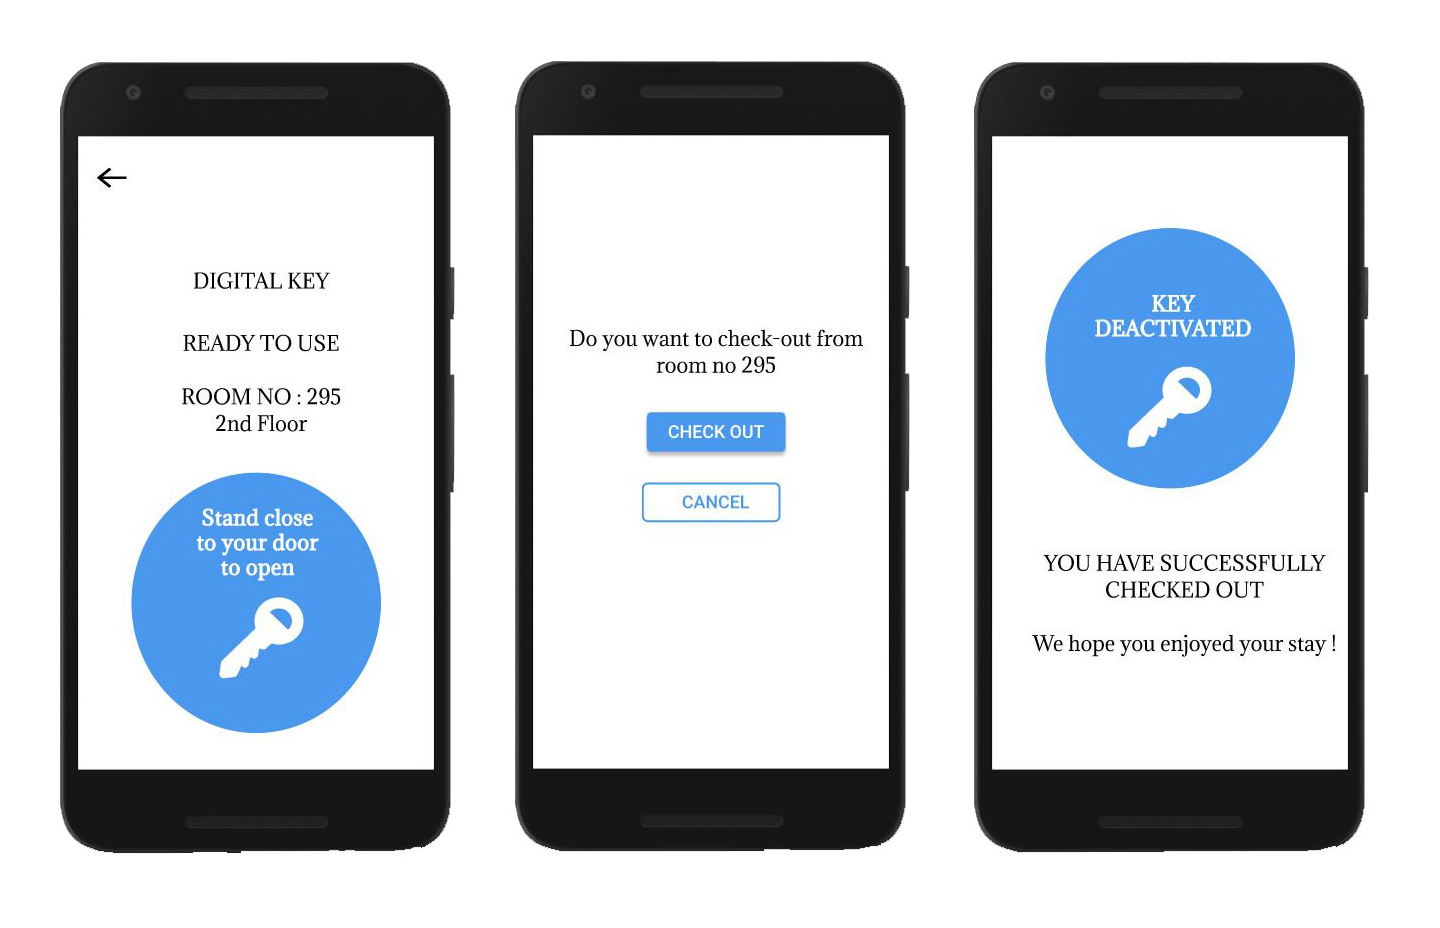 DIGITAL KEY
READY TO USE
ROOM NO : 295
2nd Floor
Stand close
to your door
to open
Do you want to check-out from
room no 295
CHECK OUT
CANCEL
KEY
DEACTIVATED
YOU HAVE SUCCESSFULLY
CHECKED OUT
We hope you enjoyed your stay !